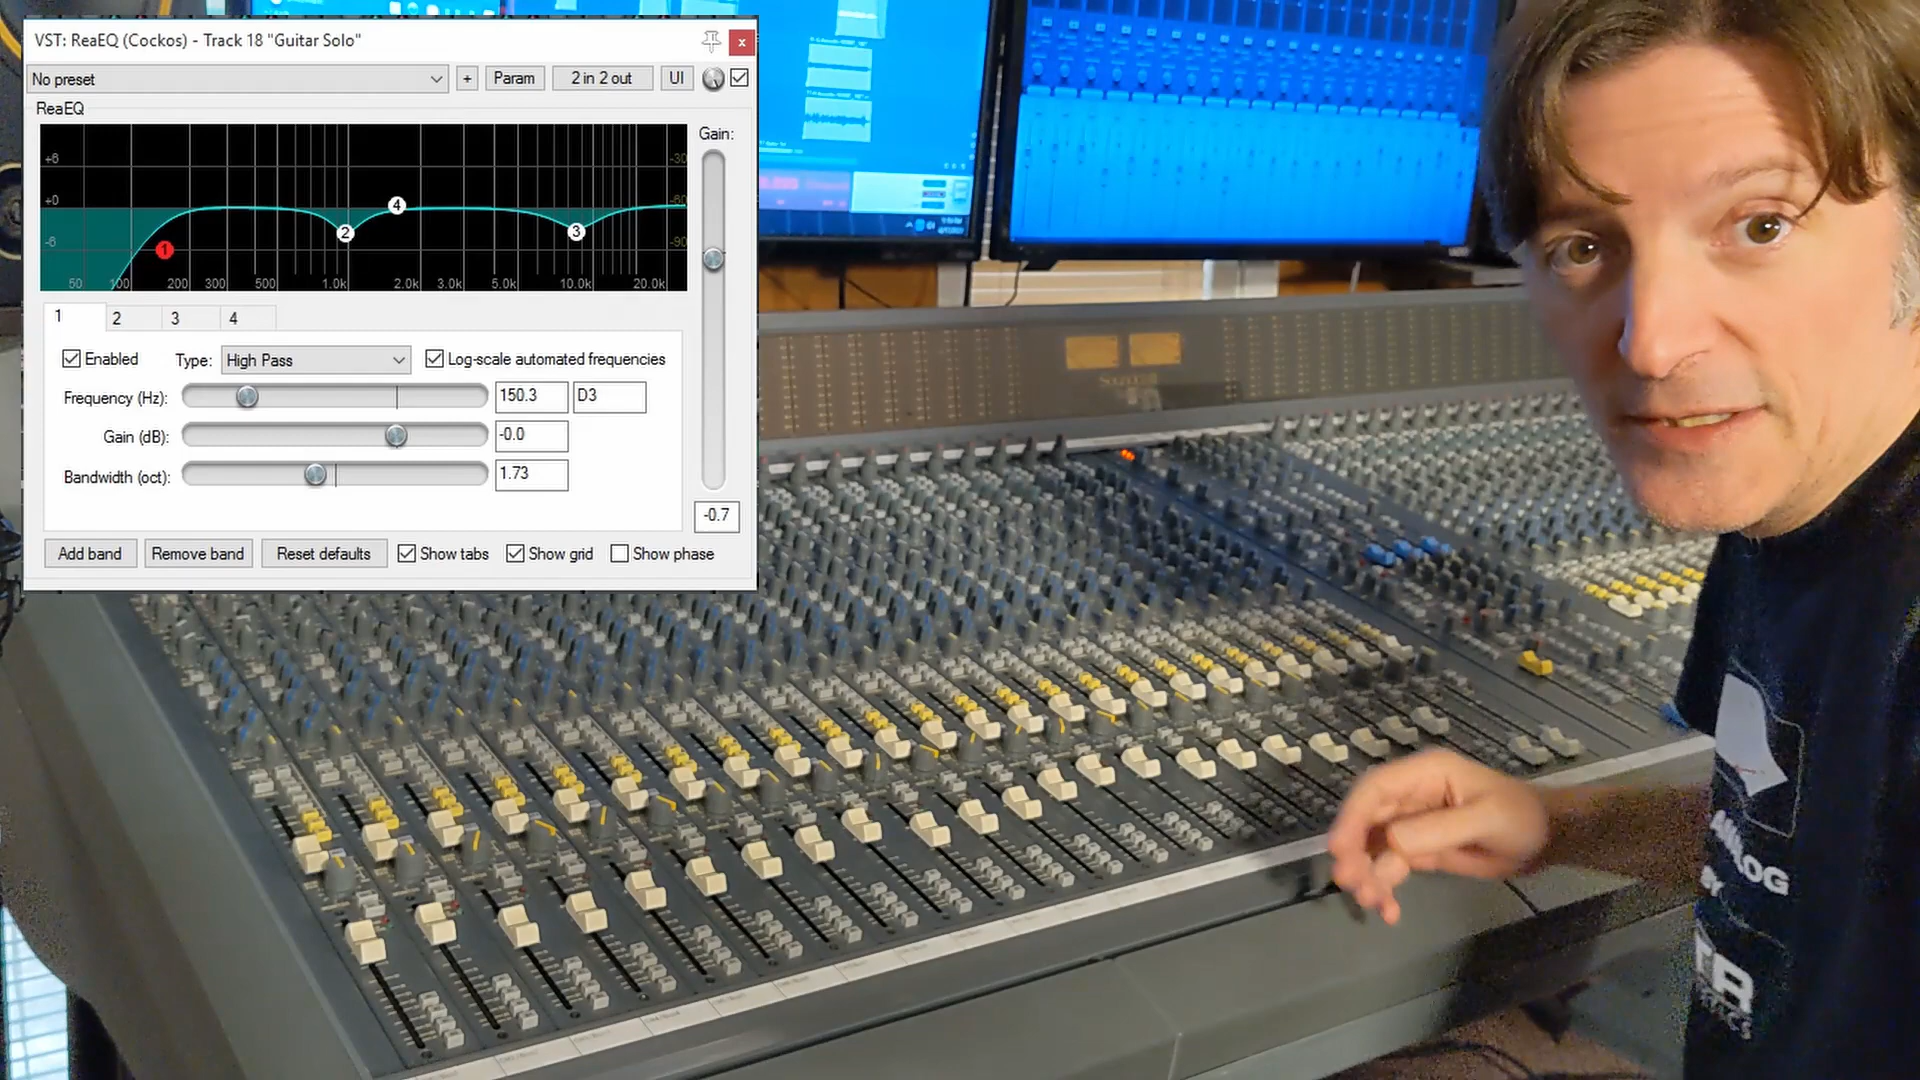 VST: ReaEQ (Cockos) - Track 18 "Guitar Solo"
x
No preset + Param 2 in 2 out UI
ReaEQ
Gain:
+6 -30
+0 -60
-6 -90
50 100 200 300 500 1.0k 2.0k 3.0k 5.0k 10.0k 20.0k
1 2 3 4
1 2 3 4
Enabled Type: High Pass Log-scale automated frequencies
Frequency (Hz): 150.3 D3
Gain (dB): -0.0
Bandwidth (oct): 1.73
-0.7
Add band Remove band Reset defaults Show tabs Show grid Show phase